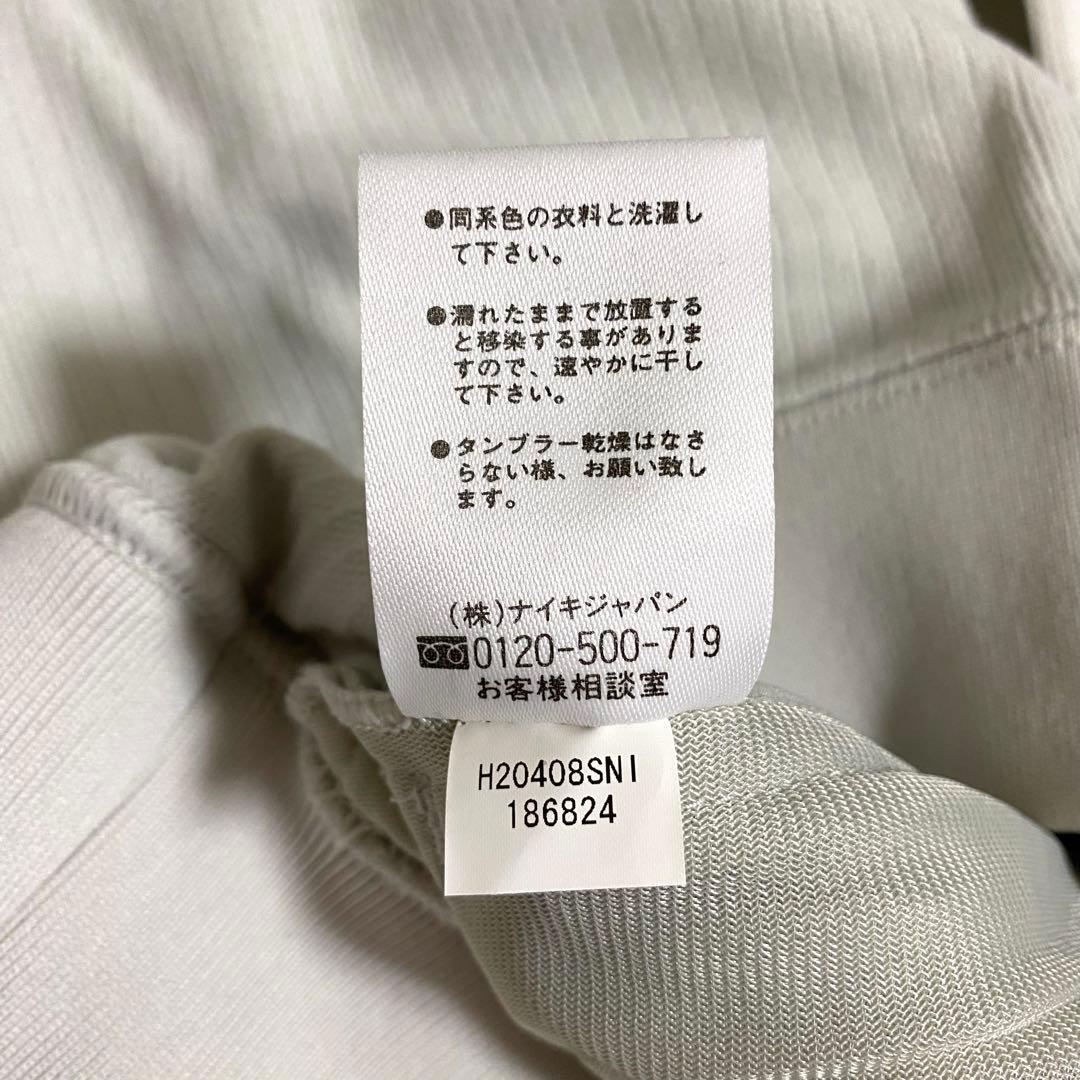 ●同系色の衣料と洗濯し
て下さい。
●濡れたままで放置する
と移染する事がありま
すので、速やかに干し
て下さい。
●タンブラー乾燥はなさ
らない様、お願い致し
ます。
(株)ナイキジャパン
0120-500-719
お客様相談室
H20408SNI
186824